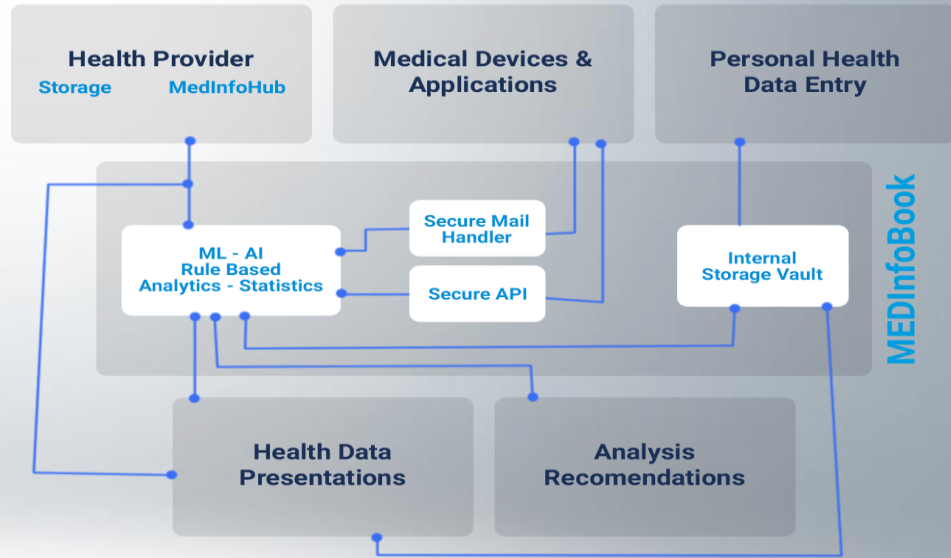 Health Provider
Storage MedInfoHub
Medical Devices &
Applications
Personal Health
Data Entry
MEDInfoBook
Secure Mail
Handler
ML - AI
Rule Based
Analytics - Statistics
Secure API
Internal
Storage Vault
Health Data
Presentations
Analysis
Recomendations